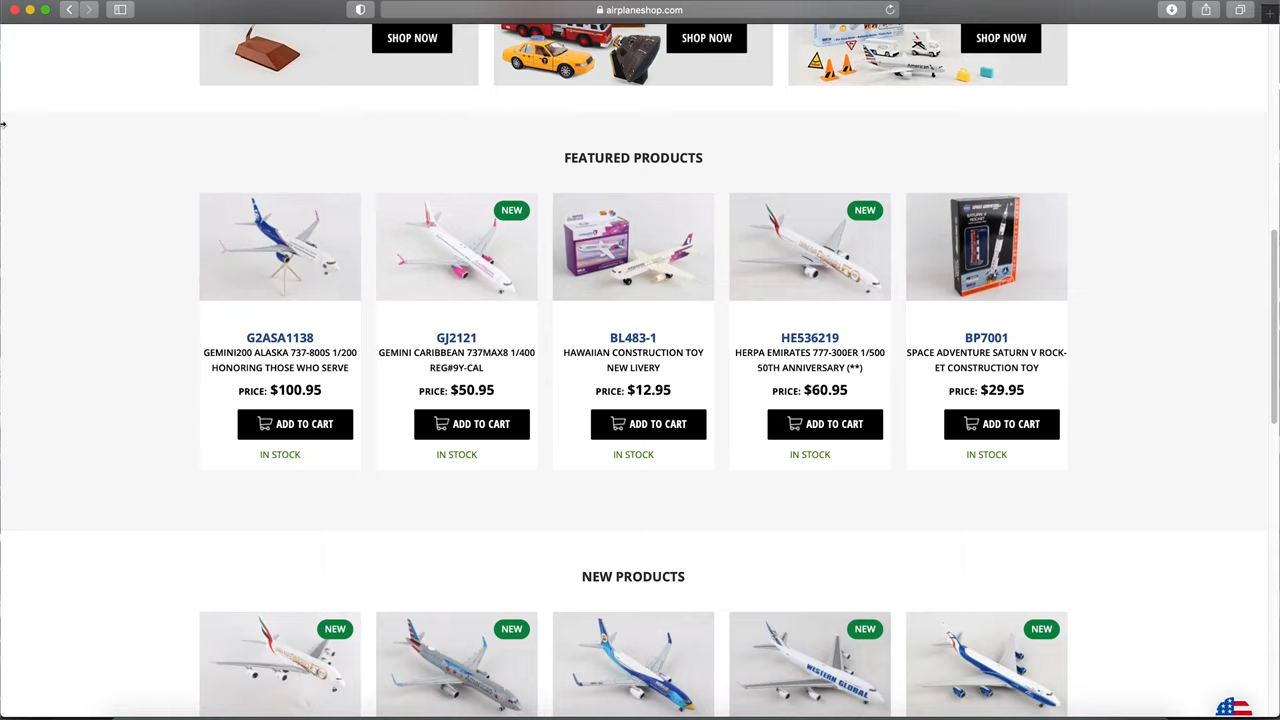 airplaneshop.com
SHOP NOW
SHOP NOW
SHOP NOW
American
FEATURED PRODUCTS
NEW
NEW
G2ASA1138
GEMINI200 ALASKA 737-800S 1/200
HONORING THOSE WHO SERVE
PRICE: $100.95
ADD TO CART
IN STOCK
GJ2121
GEMINI CARIBBEAN 737MAX8 1/400
REG#9Y-CAL
PRICE: $50.95
ADD TO CART
IN STOCK
BL483-1
HAWAIIAN CONSTRUCTION TOY
NEW LIVERY
PRICE: $12.95
ADD TO CART
IN STOCK
HE536219
HERPA EMIRATES 777-300ER 1/500
50TH ANNIVERSARY (**)
PRICE: $60.95
ADD TO CART
IN STOCK
BP7001
SPACE ADVENTURE SATURN V ROCK-
ET CONSTRUCTION TOY
PRICE: $29.95
ADD TO CART
IN STOCK
NEW PRODUCTS
NEW
NEW
NEW
NEW
WESTERN GLOBAL